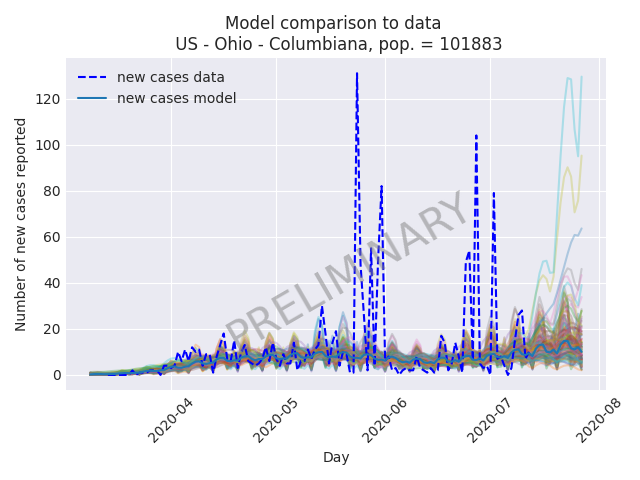 Model comparison to data
US - Ohio - Columbiana, pop. = 101883
new cases data
new cases model
Number of new cases reported
120
100
80
60
40
20
0
PRELIMINARY
2020-04
2020-05
2020-06
2020-07
2020-08
Day